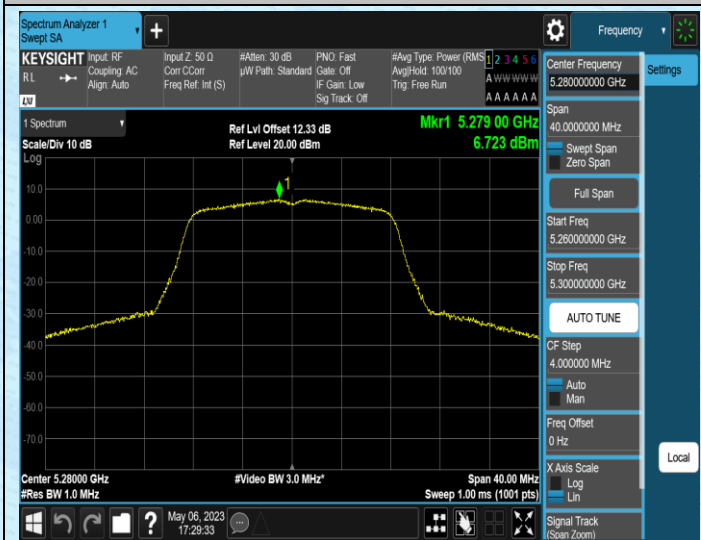 Spectrum Analyzer 1
Swept SA
Frequency
KEYSIGHT
RL
LXI
Input: RF
Coupling: AC
Align: Auto
Input Z: 50 Ω
Corr CCorr
Freq Ref: Int (S)
#Atten: 30 dB
µW Path: Standard
PNO: Fast
Gate: Off
IF Gain: Low
Sig Track: Off
#Avg Type: Power (RMS
Avg|Hold: 100/100
Trig: Free Run
1 2 3 4 5 6
A W W W W W
A A A A A A
1 Spectrum
Scale/Div 10 dB
Log
Ref Lvl Offset 12.33 dB
Ref Level 20.00 dBm
Mkr1 5.279 00 GHz
6.723 dBm
1
10.0
0.00
-10.0
-20.0
-30.0
-40.0
-50.0
-60.0
-70.0
Center 5.28000 GHz
#Res BW 1.0 MHz
#Video BW 3.0 MHz*
Span 40.00 MHz
Sweep 1.00 ms (1001 pts)
May 06, 2023
17:29:33
Center Frequency
5.280000000 GHz
Settings
Span
40.0000000 MHz
Swept Span
Zero Span
Full Span
Start Freq
5.260000000 GHz
Stop Freq
5.300000000 GHz
AUTO TUNE
CF Step
4.000000 MHz
Auto
Man
Freq Offset
0 Hz
X Axis Scale
Log
Lin
Local
Signal Track
(Span Zoom)